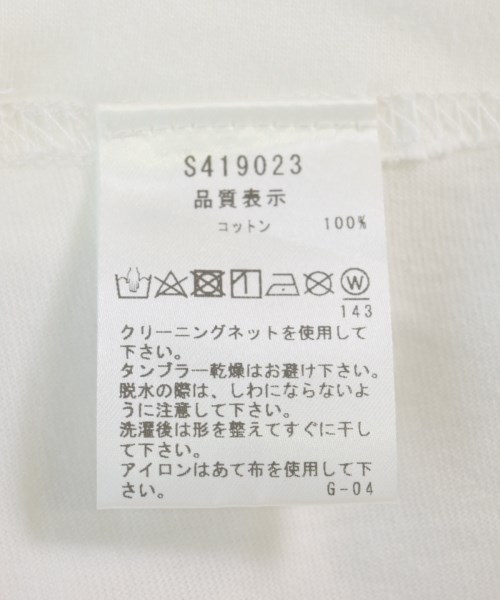 S419023
品質表示
コットン 100%
W
143
クリーニングネットを使用して
下さい。
タンブラー乾燥はお避け下さい。
脱水の際は、しわにならないよ
うに注意して下さい。
洗濯後は形を整えてすぐに干し
て下さい。
アイロンはあて布を使用して下
さい。 G-04